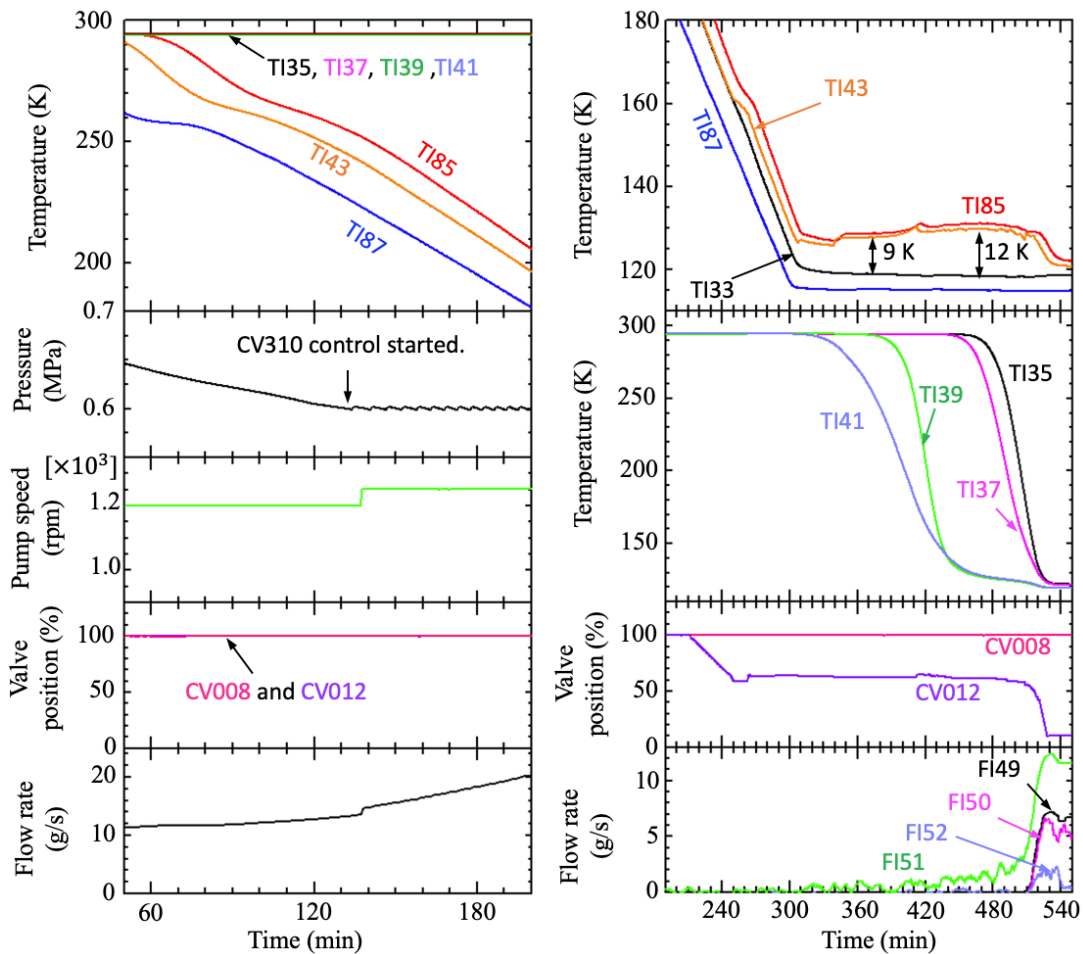 300
250
200
Temperature (K)
TI35, TI37, TI39 ,TI41
TI85
TI43
TI87
0.7
0.6
Pressure
(MPa)
CV310 control started.
[×10³]
1.2
1.0
Pump speed
(rpm)
100
50
0
Valve
position (%)
CV008 and CV012
20
10
0
Flow rate
(g/s)
60 120 180
Time (min)
180
160
140
120
Temperature (K)
TI43
TI87
TI85
9 K
12 K
TI33
300
250
200
150
Temperature (K)
TI35
TI39
TI41
TI37
100
50
0
Valve
position (%)
CV008
CV012
10
5
0
Flow rate
(g/s)
FI49
FI50
FI52
FI51
240 300 360 420 480 540
Time (min)